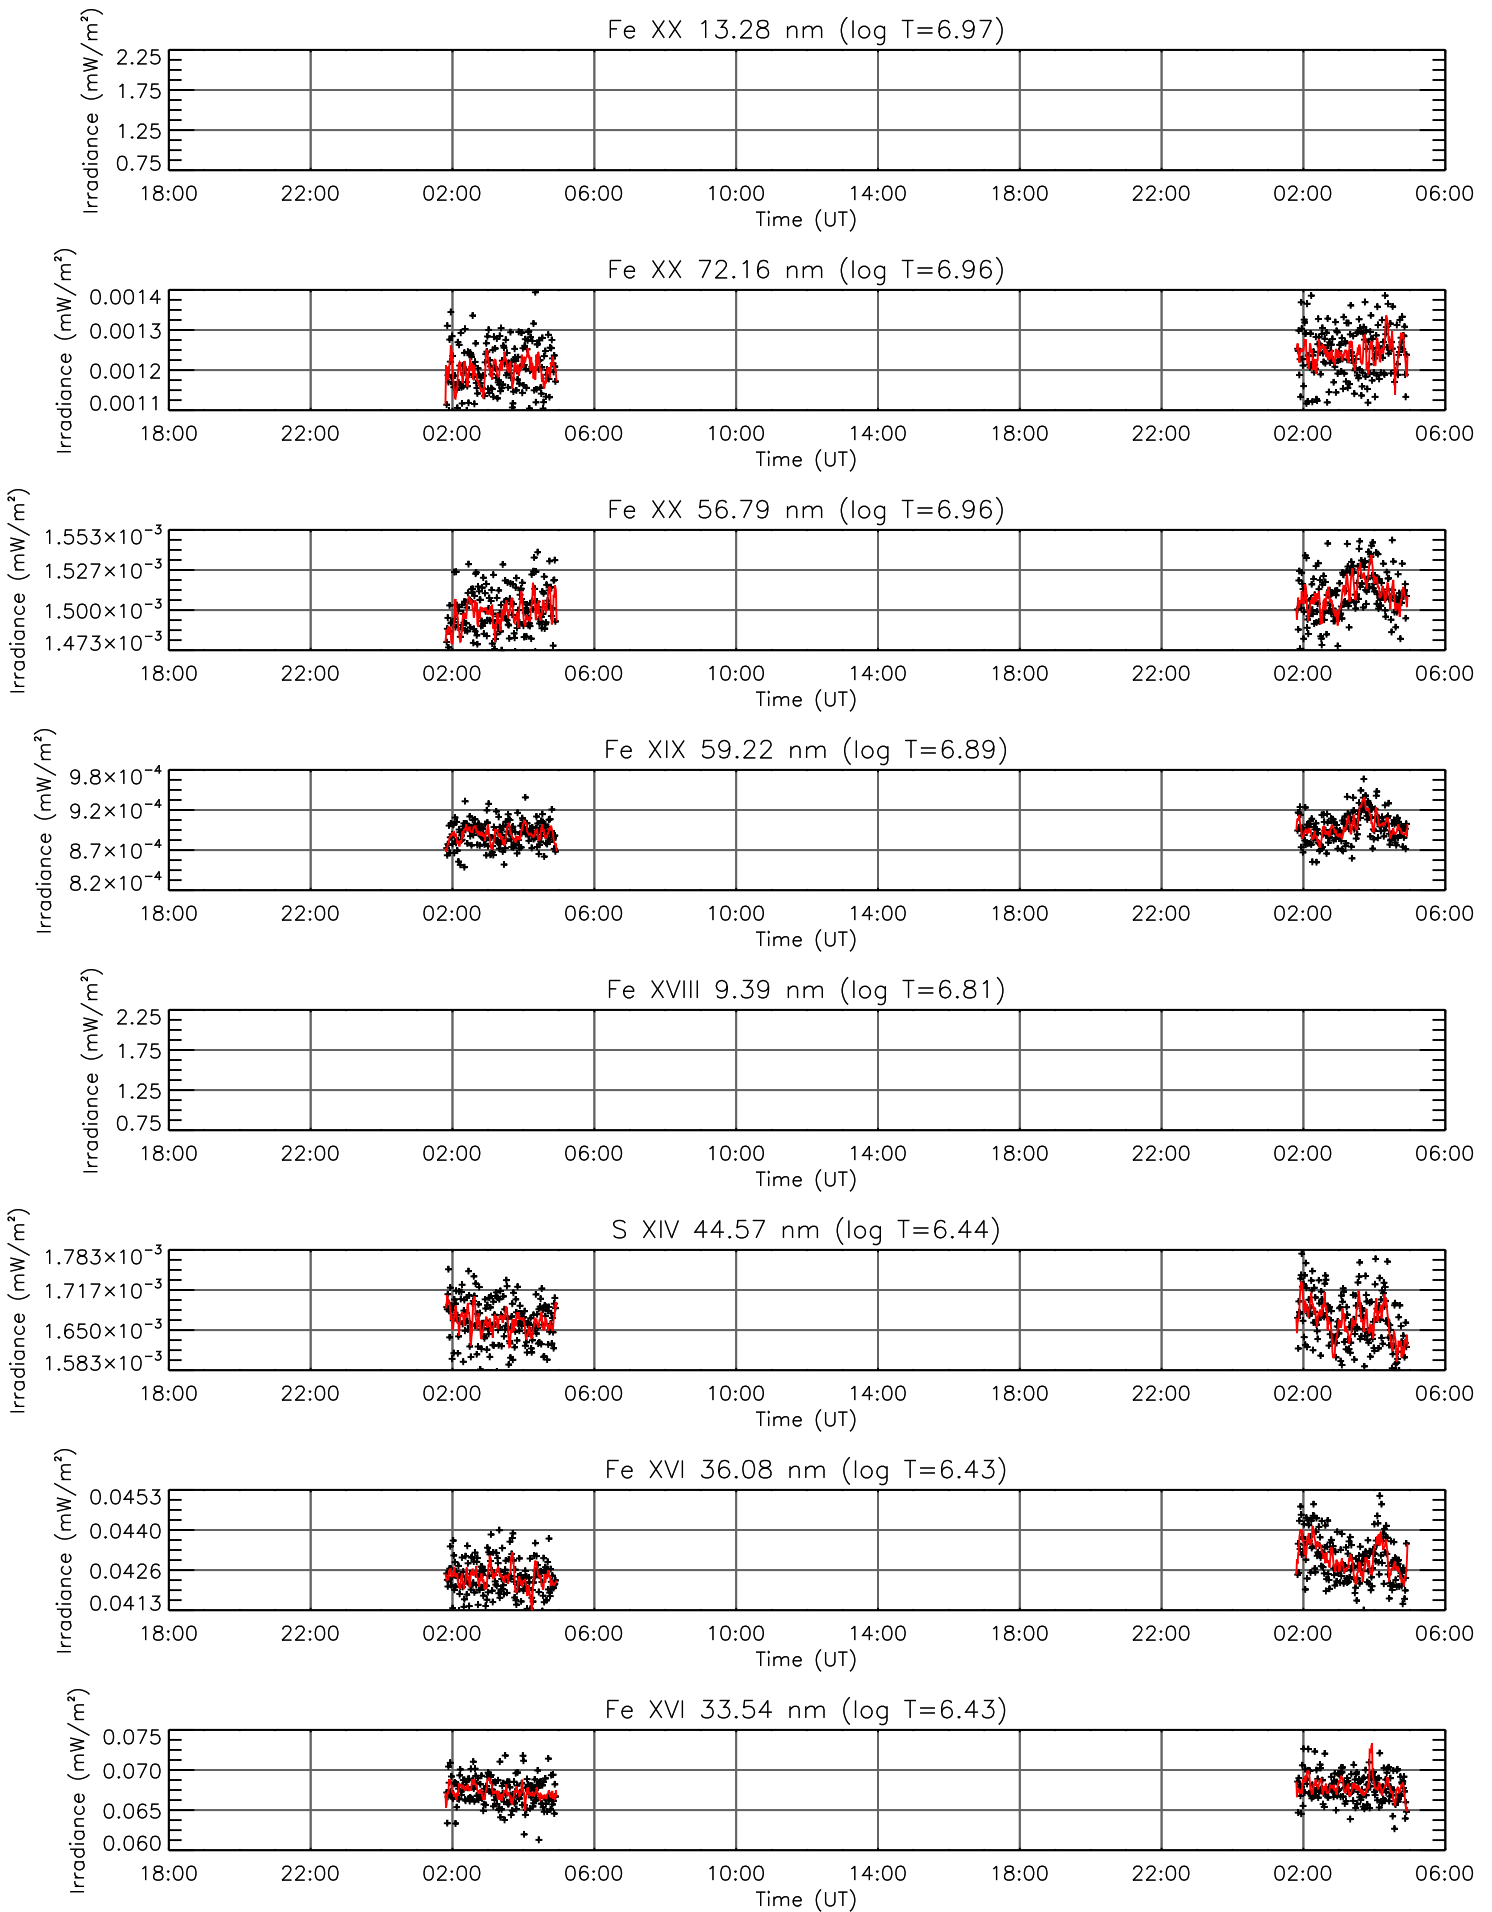 Fe XX 13.28 nm (log T=6.97)
Irradiance (mW/m²)
2.25
1.75
1.25
0.75
18:00 22:00 02:00 06:00 10:00 14:00 18:00 22:00 02:00 06:00
Time (UT)
Fe XX 72.16 nm (log T=6.96)
Irradiance (mW/m²)
0.0014
0.0013
0.0012
0.0011
18:00 22:00 02:00 06:00 10:00 14:00 18:00 22:00 02:00 06:00
Time (UT)
Fe XX 56.79 nm (log T=6.96)
Irradiance (mW/m²)
1.553×10⁻³
1.527×10⁻³
1.500×10⁻³
1.473×10⁻³
18:00 22:00 02:00 06:00 10:00 14:00 18:00 22:00 02:00 06:00
Time (UT)
Fe XIX 59.22 nm (log T=6.89)
Irradiance (mW/m²)
9.8×10⁻⁴
9.2×10⁻⁴
8.7×10⁻⁴
8.2×10⁻⁴
18:00 22:00 02:00 06:00 10:00 14:00 18:00 22:00 02:00 06:00
Time (UT)
Fe XVIII 9.39 nm (log T=6.81)
Irradiance (mW/m²)
2.25
1.75
1.25
0.75
18:00 22:00 02:00 06:00 10:00 14:00 18:00 22:00 02:00 06:00
Time (UT)
S XIV 44.57 nm (log T=6.44)
Irradiance (mW/m²)
1.783×10⁻³
1.717×10⁻³
1.650×10⁻³
1.583×10⁻³
18:00 22:00 02:00 06:00 10:00 14:00 18:00 22:00 02:00 06:00
Time (UT)
Fe XVI 36.08 nm (log T=6.43)
Irradiance (mW/m²)
0.0453
0.0440
0.0426
0.0413
18:00 22:00 02:00 06:00 10:00 14:00 18:00 22:00 02:00 06:00
Time (UT)
Fe XVI 33.54 nm (log T=6.43)
Irradiance (mW/m²)
0.075
0.070
0.065
0.060
18:00 22:00 02:00 06:00 10:00 14:00 18:00 22:00 02:00 06:00
Time (UT)